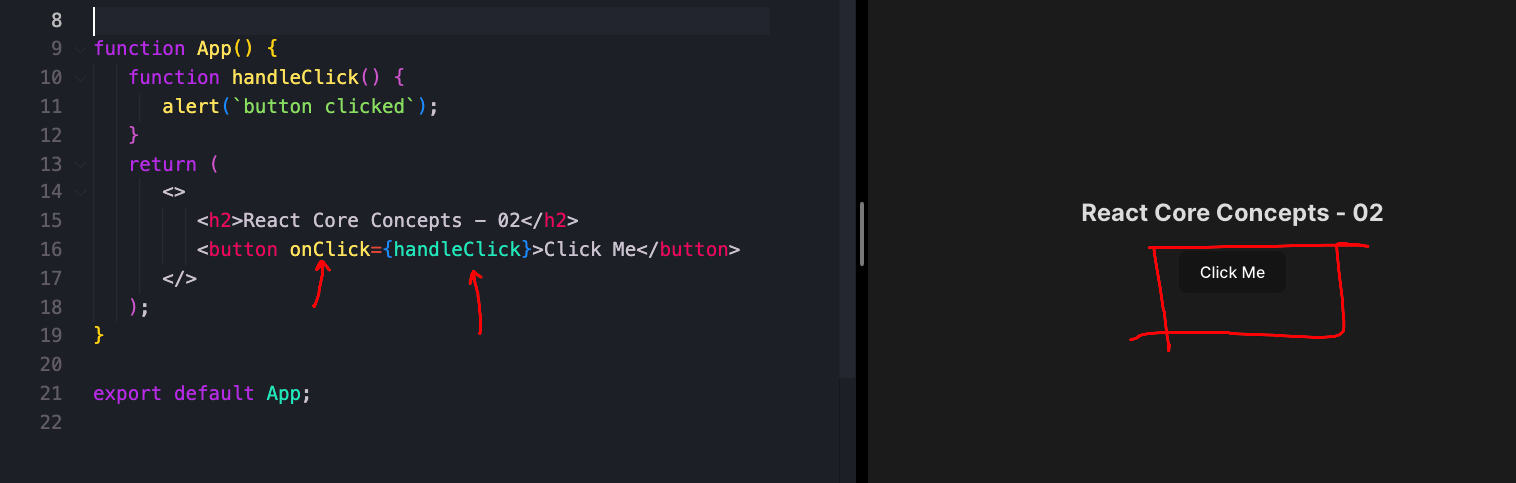 8
9 function App() {
10 function handleClick() {
11 alert(`button clicked`);
12 }
13 return (
14 <>
15 <h2>React Core Concepts - 02</h2>
16 <button onClick={handleClick}>Click Me</button>
17 </>
18 );
19 }
20
21 export default App;
22
React Core Concepts - 02
Click Me